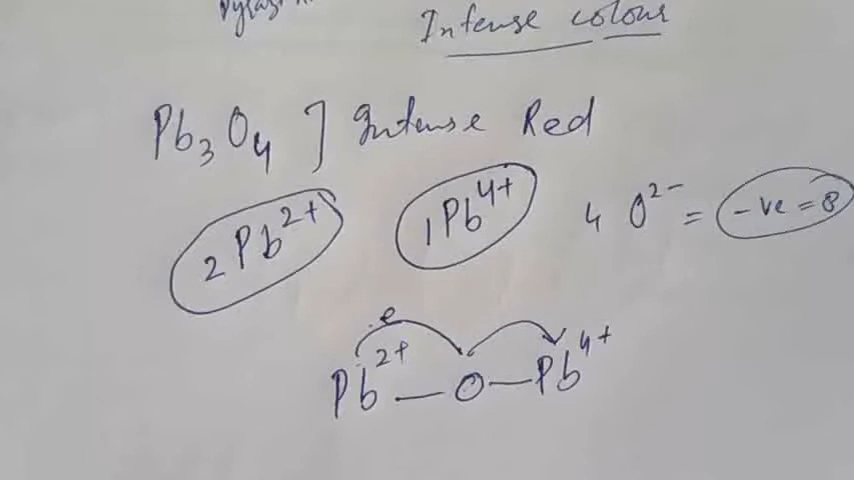 Intense colour
Pb₃O₄ ] Intense Red
2Pb²⁺ 1Pb⁴⁺ 4 O²⁻ = -ve = 8
e
Pb²⁺ — O — Pb⁴⁺